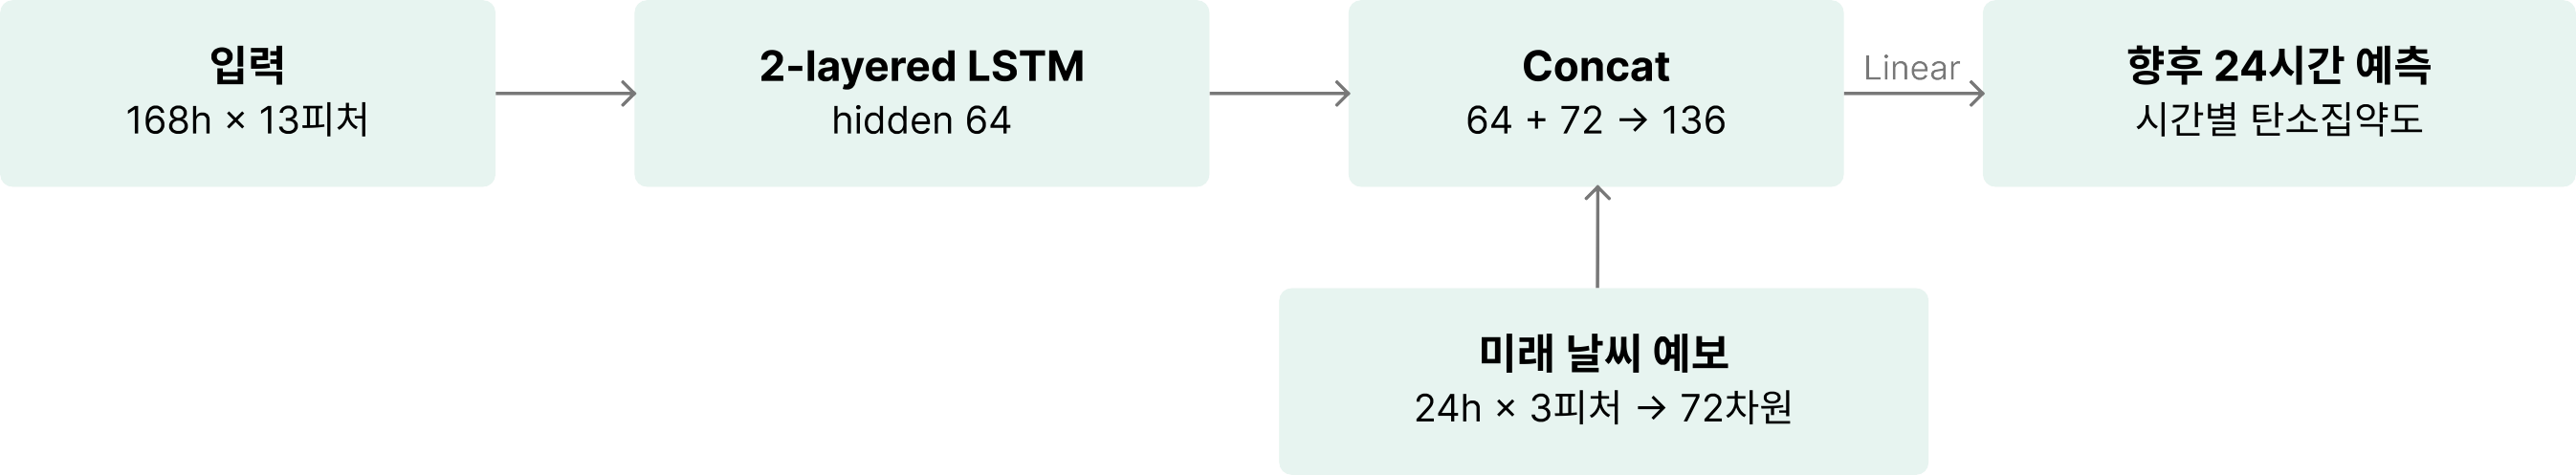 입력
168h × 13피처
2-layered LSTM
hidden 64
Concat
64 + 72 → 136
Linear
향후 24시간 예측
시간별 탄소집약도
미래 날씨 예보
24h × 3피처 → 72차원